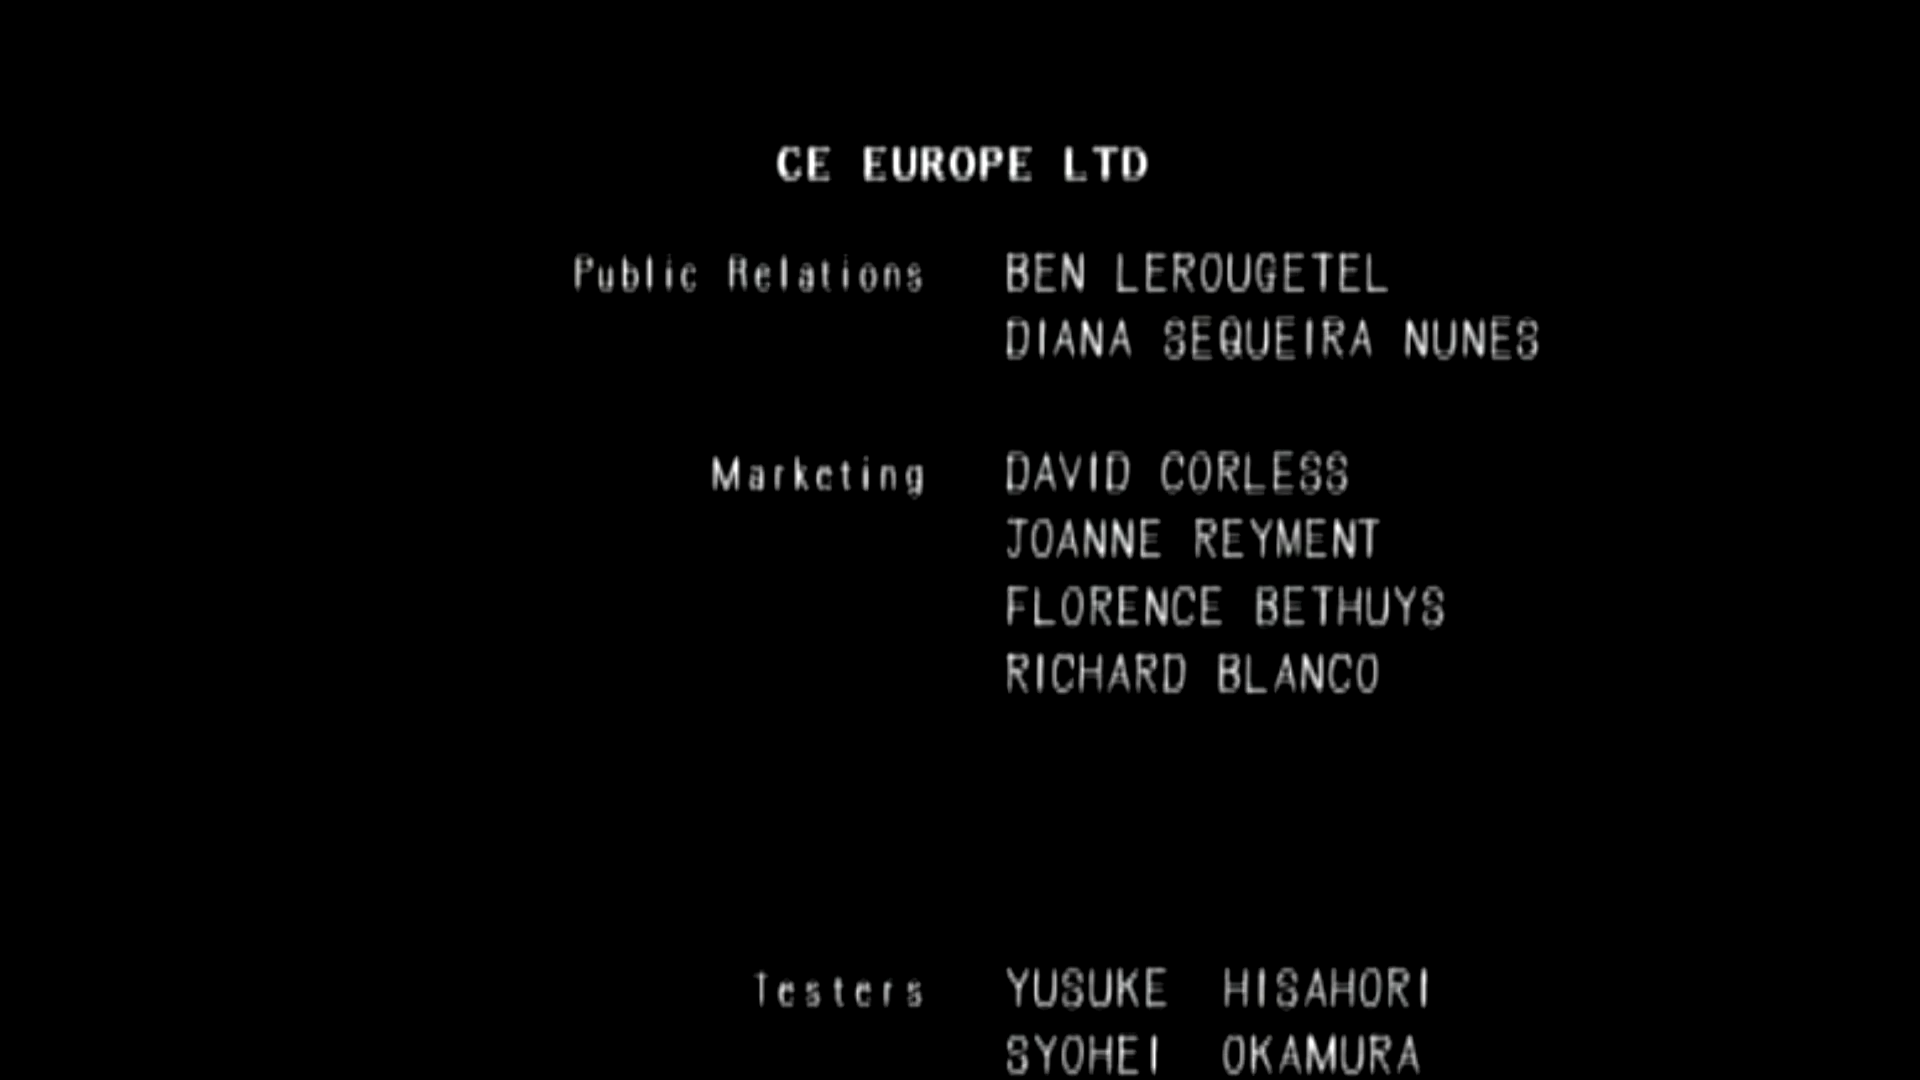 CE EUROPE LTD
Public Relations BEN LEROUGETEL
DIANA SEQUEIRA NUNES
Marketing DAVID CORLESS
JOANNE REYMENT
FLORENCE BETHUYS
RICHARD BLANCO
Testers YUSUKE HISAHORI
SYOHEI OKAMURA